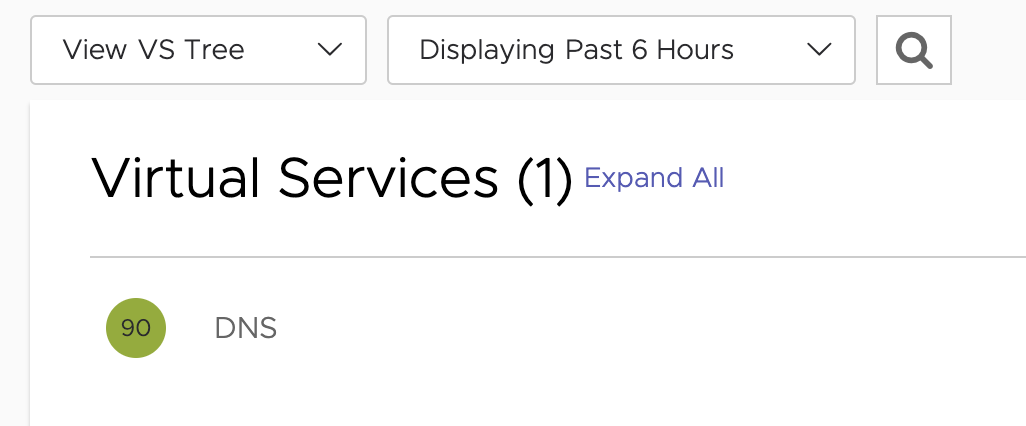 View VS Tree
Displaying Past 6 Hours
Virtual Services (1) Expand All
90 DNS